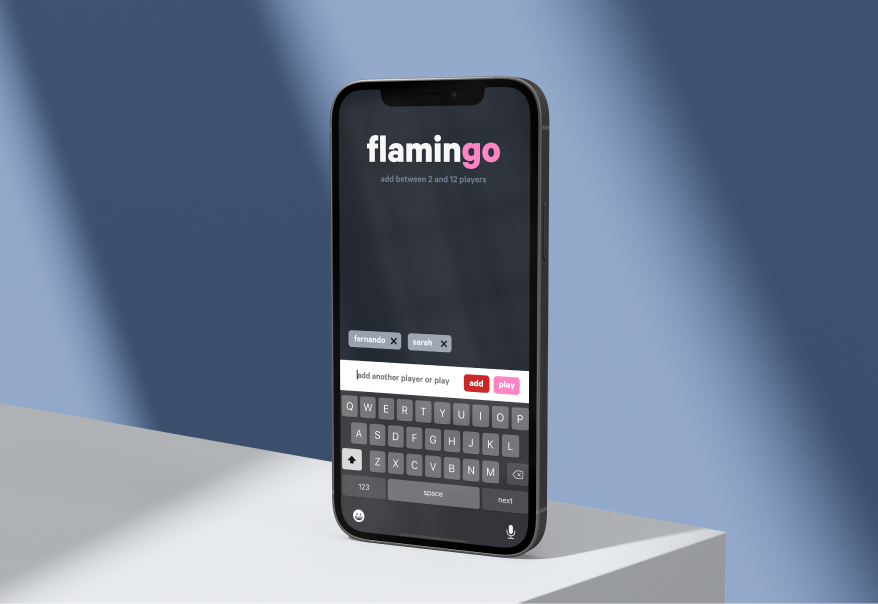 flamingo
add between 2 and 12 players
fernando X
sarah X
add another player or play add play
Q W E R T Y U I O P
A S D F G H J K L
Z X C V B N M
123 space next